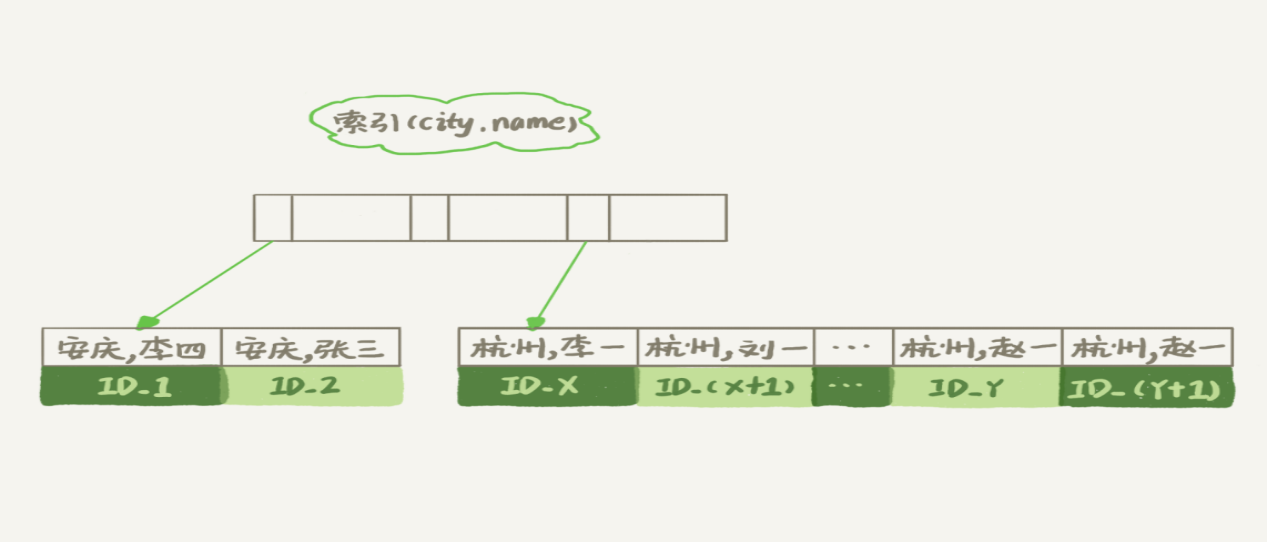 索引(city.name)
安庆,李四 安庆,张三 杭州,李一 杭州,刘一 ... 杭州,赵一 杭州,赵一
ID_1 ID_2 ID_X ID_(X+1) ... ID_Y ID_(Y+1)